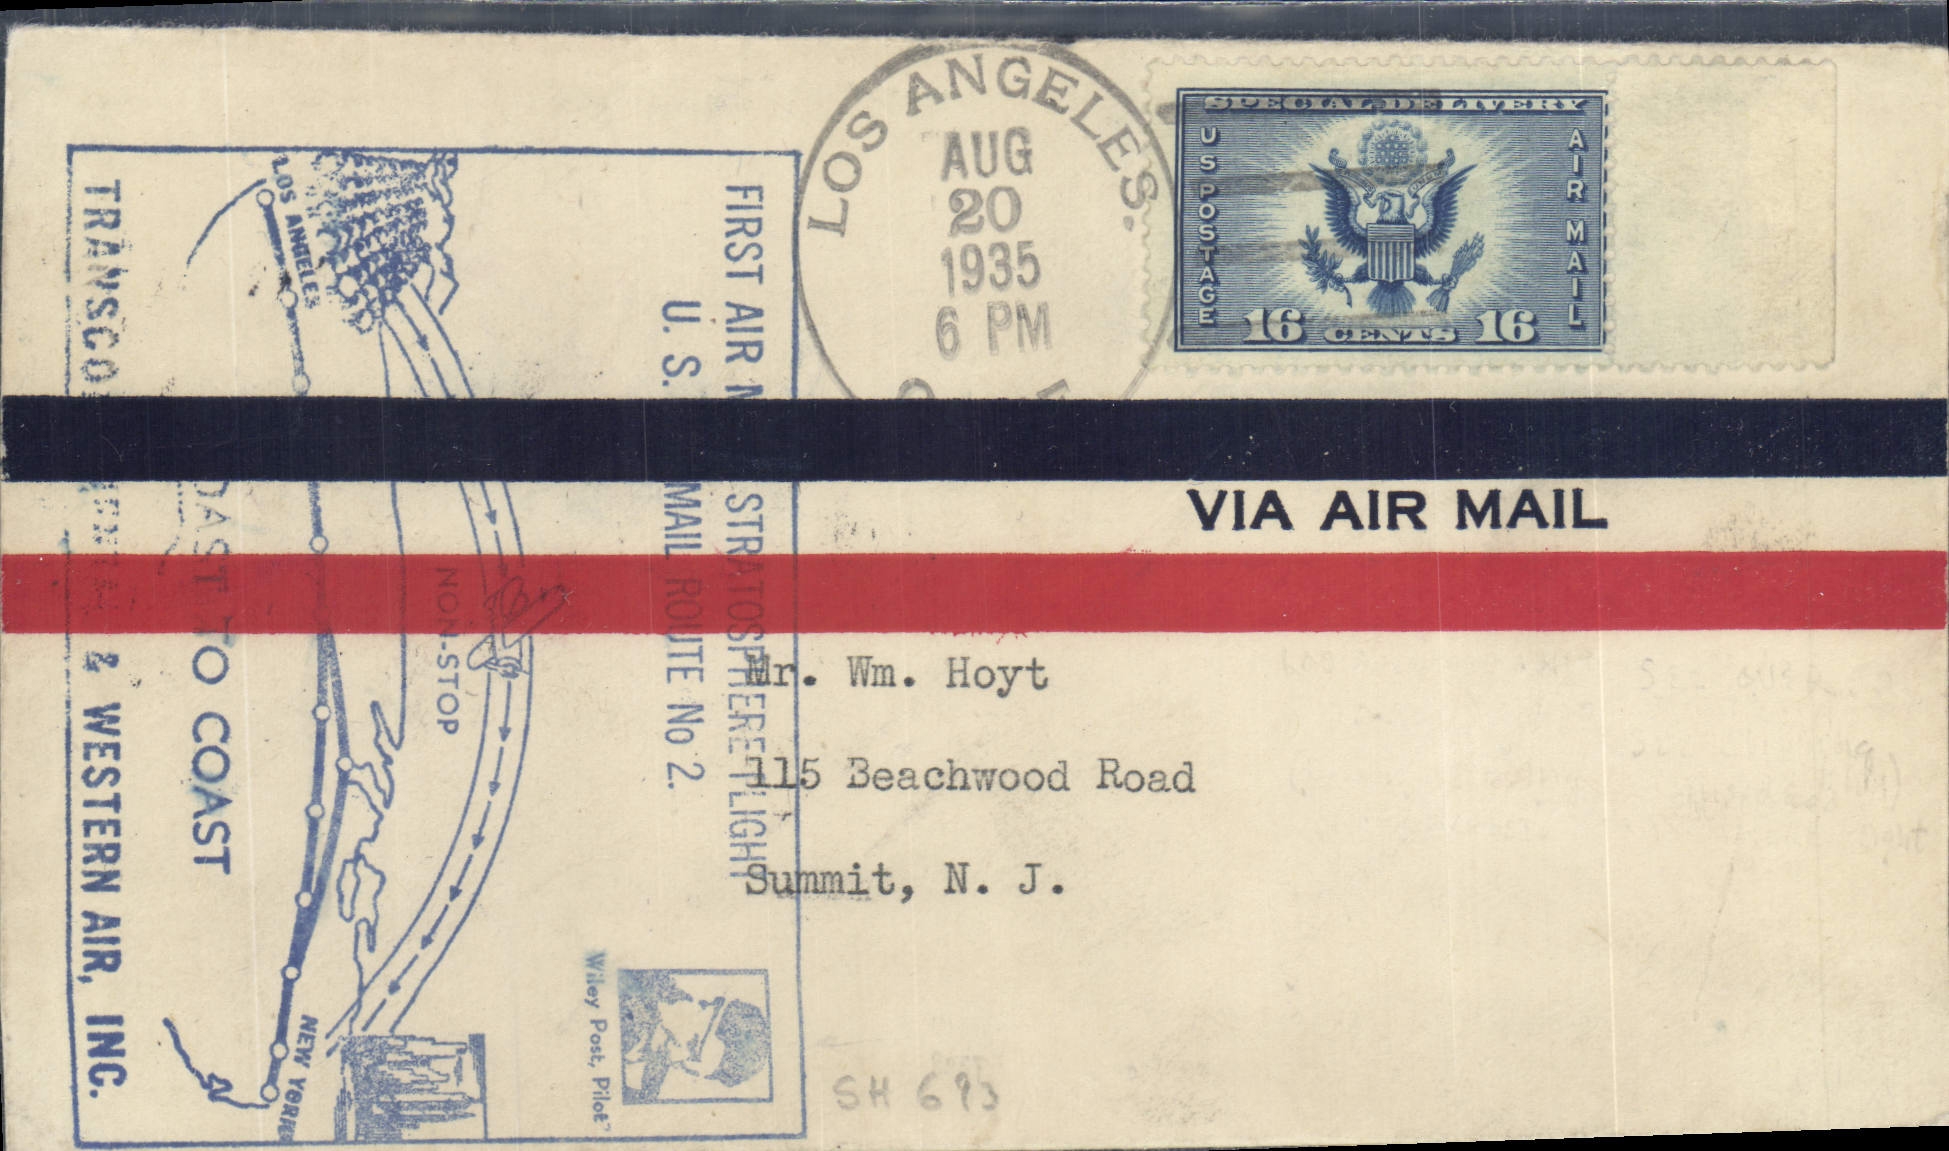 LOS ANGELES.
AUG
20
1935
6 PM
SPECIAL DELIVERY
U S POSTAGE
AIR MAIL
16 CENTS 16
VIA AIR MAIL
Mr. Wm. Hoyt
115 Beachwood Road
Summit, N. J.
FIRST AIR M STRATOSPHERE FLIGHT
U. S. MAIL ROUTE No 2.
NON-STOP
LOS ANGELES
NEW YORK
COAST TO COAST
& WESTERN AIR, INC.
Wiley Post, Pilot
SH 693